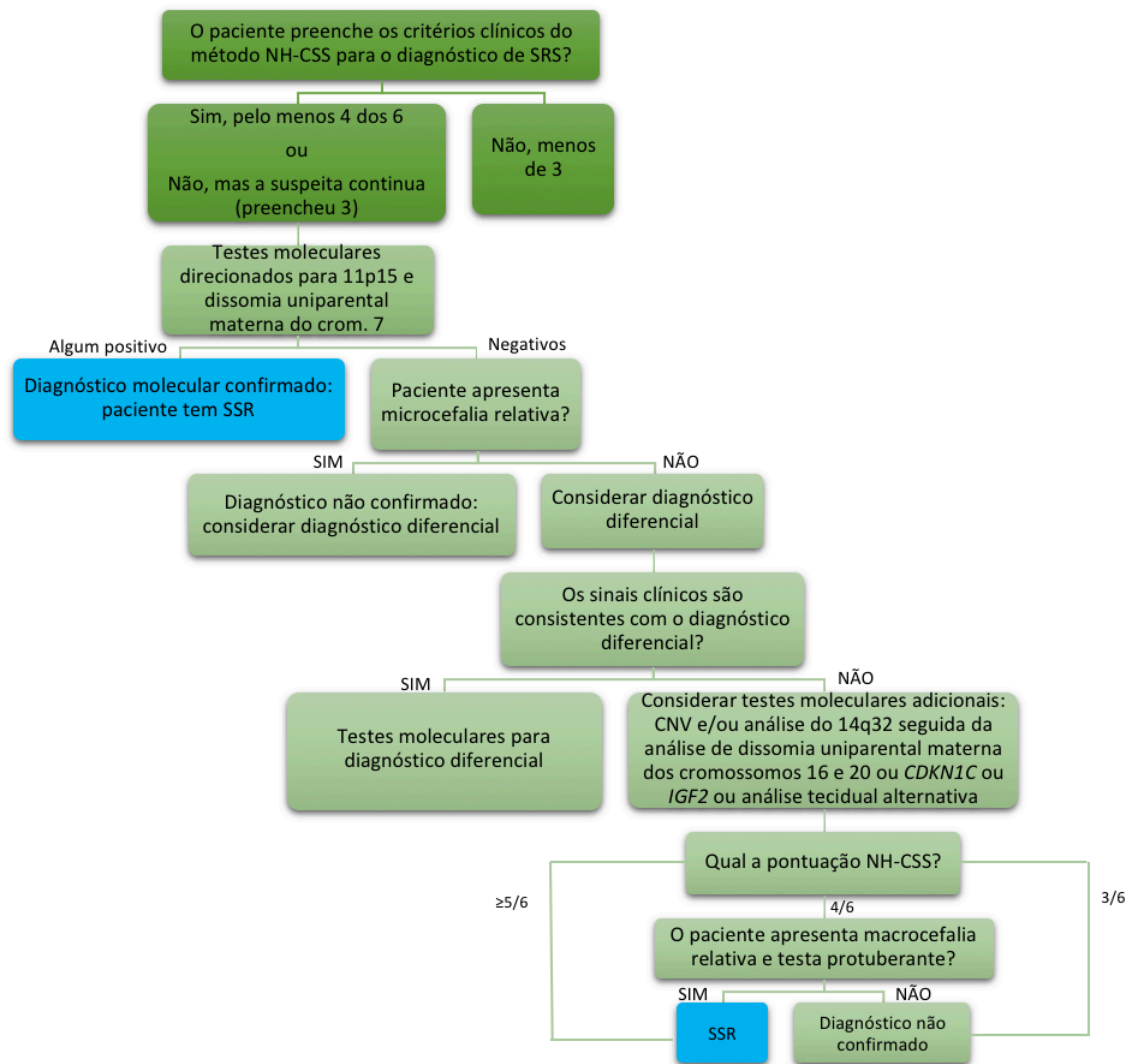 O paciente preenche os critérios clínicos do
método NH-CSS para o diagnóstico de SRS?
Sim, pelo menos 4 dos 6
ou
Não, mas a suspeita continua
(preencheu 3)
Não, menos
de 3
Testes moleculares
direcionados para 11p15 e
dissomia uniparental
materna do crom. 7
Algum positivo
Negativos
Diagnóstico molecular confirmado:
paciente tem SSR
Paciente apresenta
microcefalia relativa?
SIM
NÃO
Diagnóstico não confirmado:
considerar diagnóstico diferencial
Considerar diagnóstico
diferencial
Os sinais clínicos são
consistentes com o diagnóstico
diferencial?
SIM
NÃO
Testes moleculares para
diagnóstico diferencial
Considerar testes moleculares adicionais:
CNV e/ou análise do 14q32 seguida da
análise de dissomia uniparental materna
dos cromossomos 16 e 20 ou CDKN1C ou
IGF2 ou análise tecidual alternativa
Qual a pontuação NH-CSS?
≥5/6
4/6
3/6
O paciente apresenta macrocefalia
relativa e testa protuberante?
SIM
NÃO
SSR
Diagnóstico não
confirmado